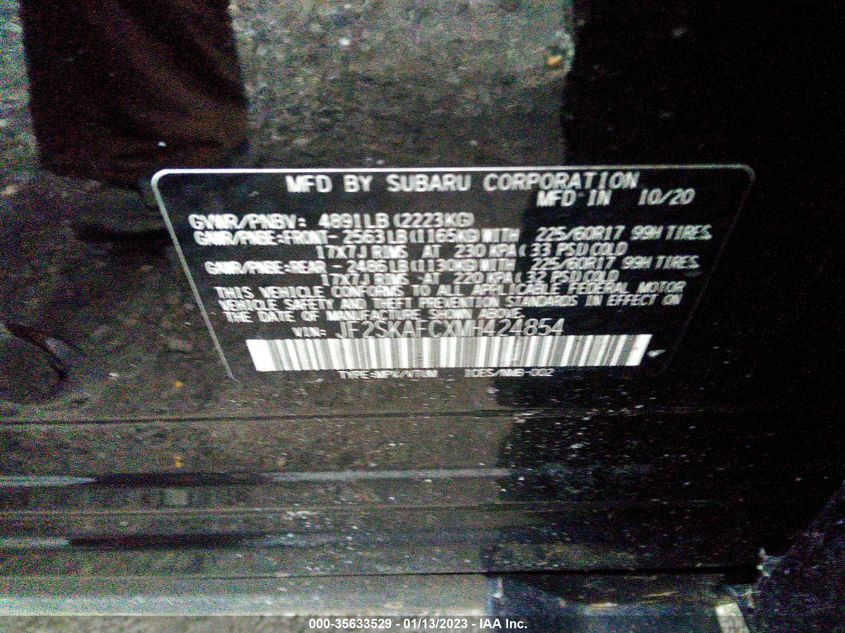 MFD BY SUBARU CORPORATION
MFD IN 10/20
GVWR/PNBV: 4891LB (2223KG)
GAWR/PNBE:FRONT-2563LB(1165KG)WITH 225/60R17 99H TIRES,
17X7J RIMS AT 230 KPA( 33 PSI)COLD
GAWR/PNBE:REAR -2486LB(1130KG)WITH 225/60R17 99H TIRES,
17X7J RIMS AT 220 KPA( 32 PSI)COLD
THIS VEHICLE CONFORMS TO ALL APPLICABLE FEDERAL MOTOR
VEHICLE SAFETY AND THEFT PREVENTION STANDARDS IN EFFECT ON
THE DATE OF MANUFACTURE SHOWN ABOVE.
VIN: JF2SKAFCXMH424854
TYPE:MPV/VTUM
000-35633529 - 01/13/2023 - IAA Inc.